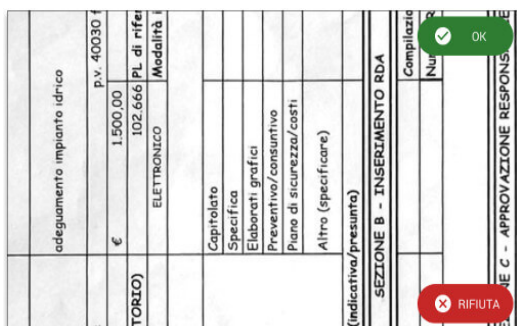 adeguamento impianto idrico
p.v. 40030
€ 1.500,00
102.666 PL di rifer
TORIO)
ELETTRONICO
Modalità i
Capitolato
Specifica
Elaborati grafici
Preventivo/consuntivo
Piano di sicurezza/costi
Altro (specificare)
(indicativa/presunta)
SEZIONE B - INSERIMENTO RDA
Compilazio
Nu
NE C - APPROVAZIONE RESPONS
OK
RIFIUTA